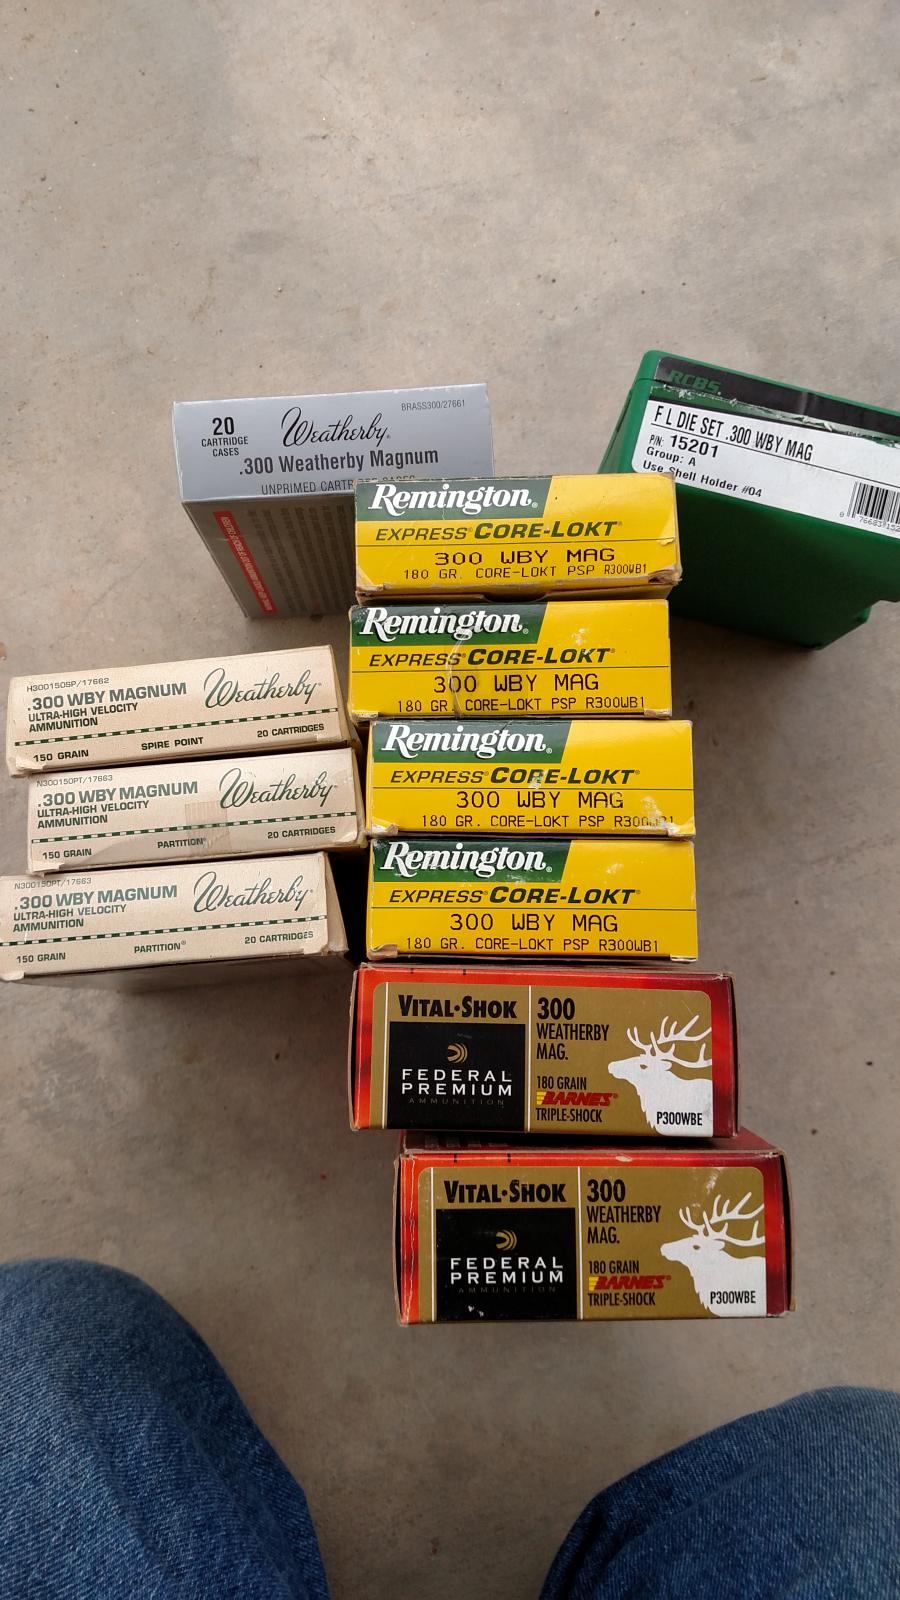 20
CARTRIDGE
CASES
Weatherby®
BRASS300/27661
.300 Weatherby Magnum
UNPRIMED
RCBS.
F L DIE SET .300 WBY MAG
P/N: 15201
Group: A
Use Shell Holder #04
Remington®
EXPRESS® CORE-LOKT®
300 WBY MAG
180 GR. CORE-LOKT PSP R300WB1
Remington®
EXPRESS® CORE-LOKT®
300 WBY MAG
180 GR. CORE-LOKT PSP R300WB1
Remington®
EXPRESS® CORE-LOKT®
300 WBY MAG
180 GR. CORE-LOKT PSP R300WB1
Remington®
EXPRESS® CORE-LOKT®
300 WBY MAG
180 GR. CORE-LOKT PSP R300WB1
H300150SP/17662
.300 WBY MAGNUM
ULTRA-HIGH VELOCITY
AMMUNITION
Weatherby®
150 GRAIN SPIRE POINT 20 CARTRIDGES
N300150PT/17663
.300 WBY MAGNUM
ULTRA-HIGH VELOCITY
AMMUNITION
Weatherby®
150 GRAIN PARTITION® 20 CARTRIDGES
N300150PT/17663
.300 WBY MAGNUM
ULTRA-HIGH VELOCITY
AMMUNITION
Weatherby®
150 GRAIN PARTITION® 20 CARTRIDGES
VITAL·SHOK
FEDERAL
PREMIUM
AMMUNITION
300
WEATHERBY
MAG.
180 GRAIN
BARNES®
TRIPLE-SHOCK
P300WBE
VITAL·SHOK
FEDERAL
PREMIUM
AMMUNITION
300
WEATHERBY
MAG.
180 GRAIN
BARNES®
TRIPLE-SHOCK
P300WBE